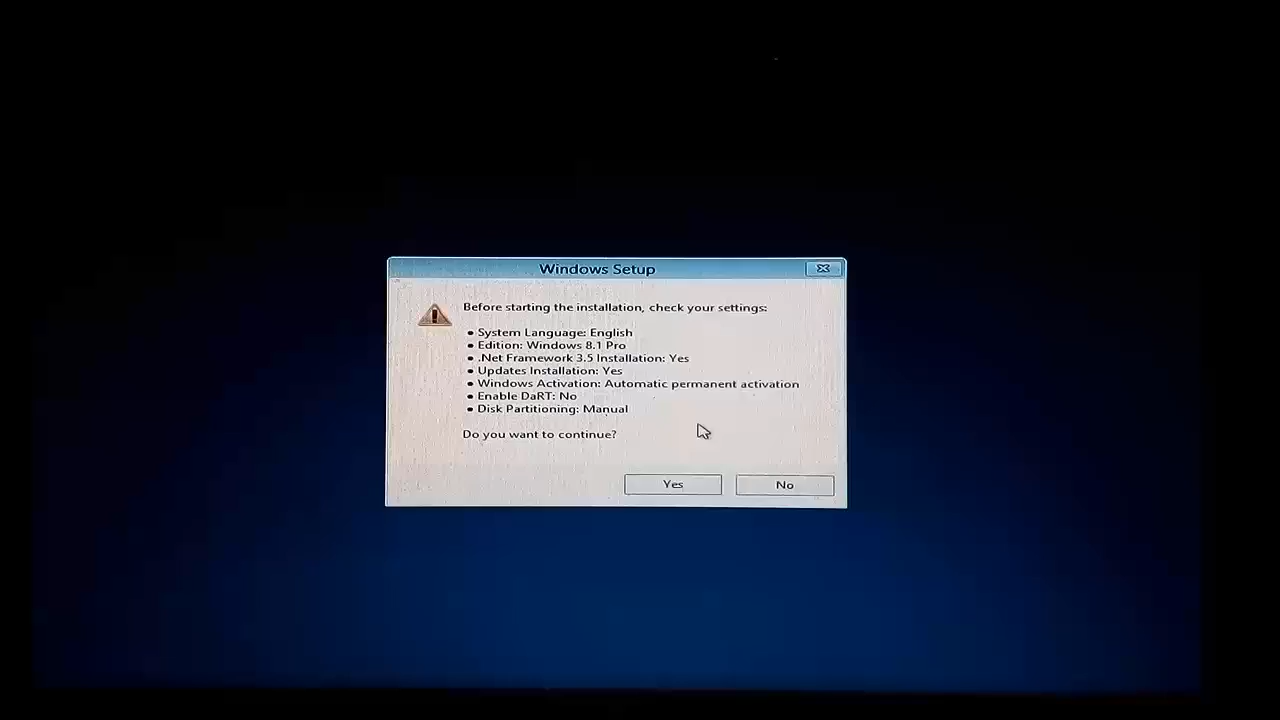 Windows Setup
Before starting the installation, check your settings:
• System Language: English
• Edition: Windows 8.1 Pro
• .Net Framework 3.5 Installation: Yes
• Updates Installation: Yes
• Windows Activation: Automatic permanent activation
• Enable DaRT: No
• Disk Partitioning: Manual
Do you want to continue?
Yes No